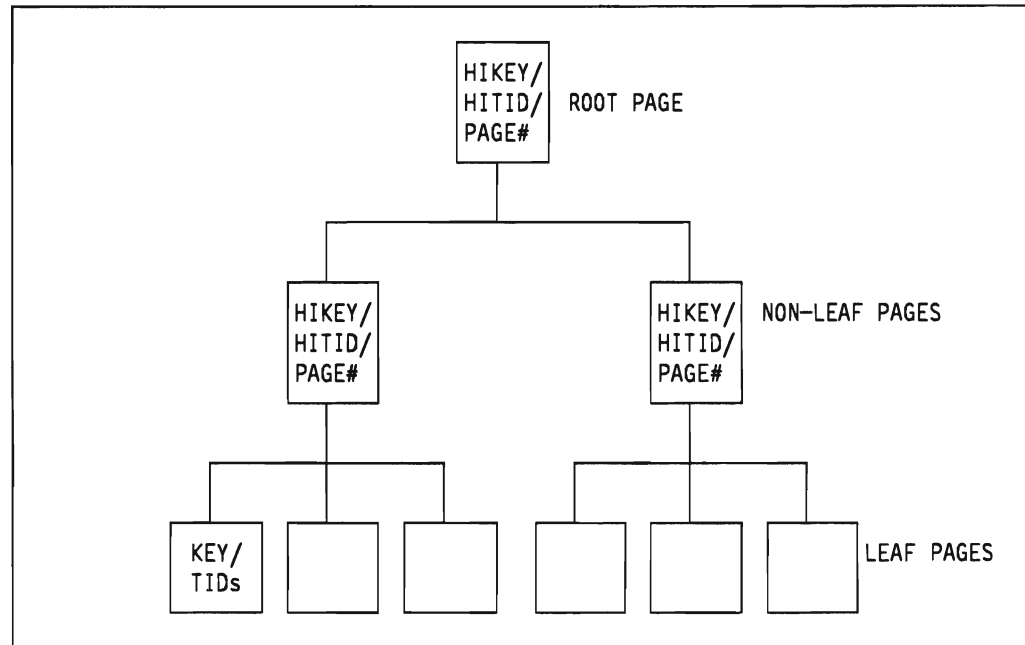 HIKEY/
HITID/
PAGE#
ROOT PAGE
HIKEY/
HITID/
PAGE#
HIKEY/
HITID/
PAGE#
NON-LEAF PAGES
KEY/
TIDs
LEAF PAGES